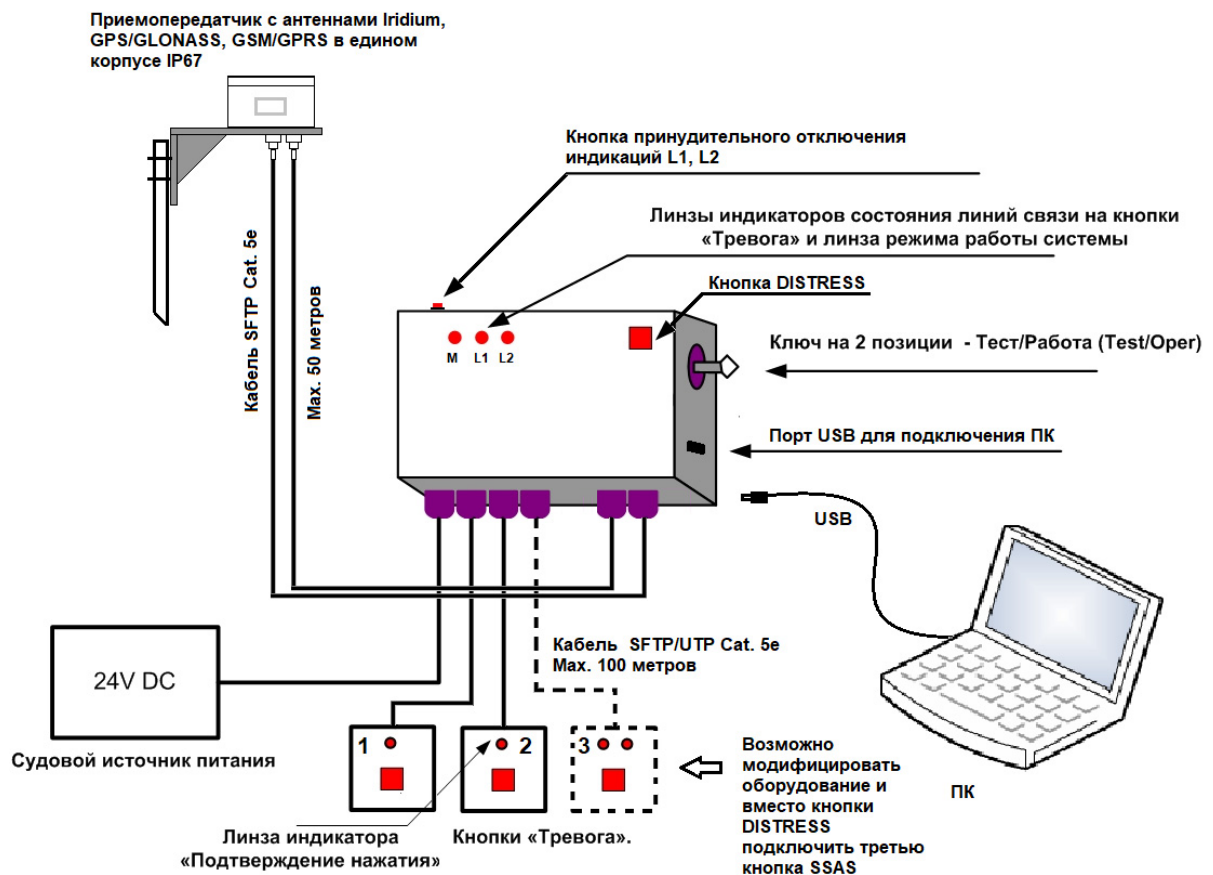 Приемопередатчик с антеннами Iridium,
GPS/GLONASS, GSM/GPRS в едином
корпусе IP67
Кнопка принудительного отключения
индикаций L1, L2
Линзы индикаторов состояния линий связи на кнопки
«Тревога» и линза режима работы системы
Кабель SFTP Cat. 5e
Max. 50 метров
Кнопка DISTRESS
M L1 L2
Ключ на 2 позиции - Тест/Работа (Test/Oper)
Порт USB для подключения ПК
USB
Кабель SFTP/UTP Cat. 5e
Max. 100 метров
24V DC
Судовой источник питания
1
2
3
Линза индикатора
«Подтверждение нажатия»
Кнопки «Тревога».
Возможно
модифицировать
оборудование и
вместо кнопки
DISTRESS
подключить третью
кнопка SSAS
ПК